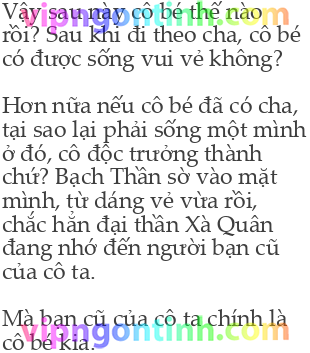 vipngontinh.com
Vậy sau này cô bé thế nào
rồi? Sau khi đi theo cha, cô bé
có được sống vui vẻ không?
Hơn nữa nếu cô bé đã có cha,
tại sao lại phải sống một mình
ở đó, cô độc trưởng thành
chứ? Bạch Thần sờ vào mặt
mình, từ dáng vẻ vừa rồi,
chắc hẳn đại thần Xà Quân
đang nhớ đến người bạn cũ
của cô ta.
Mà bạn cũ của cô ta chính là
vipngontinh.com
cô bé kia.